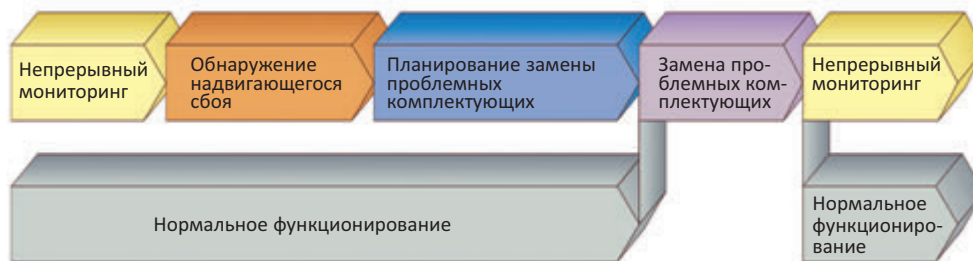 Непрерывный
мониторинг
Обнаружение
надвигающегося
сбоя
Планирование замены
проблемных
комплектующих
Замена про-
блемных ком-
плектующих
Непрерывный
мониторинг
Нормальное функционирование
Нормальное
функциониро-
вание